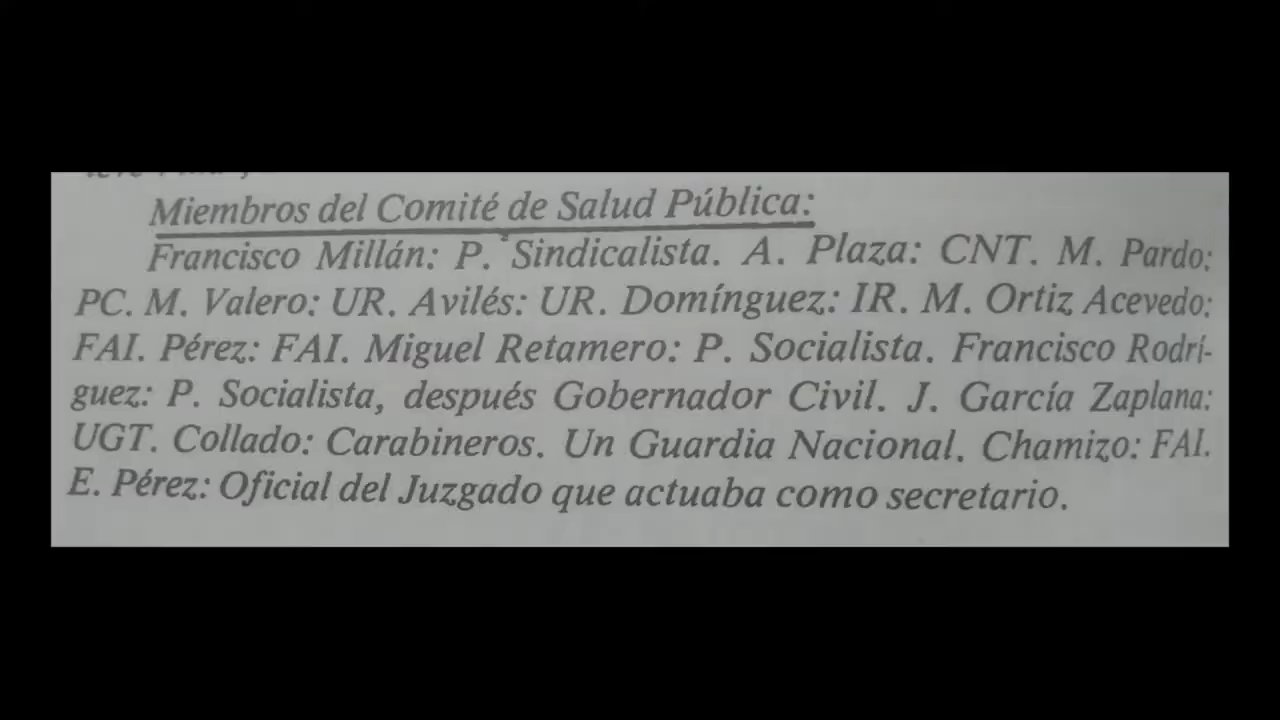 Miembros del Comité de Salud Pública:
Francisco Millán: P. Sindicalista. A. Plaza: CNT. M. Pardo:
PC. M. Valero: UR. Avilés: UR. Domínguez: IR. M. Ortiz Acevedo:
FAI. Pérez: FAI. Miguel Retamero: P. Socialista. Francisco Rodrí-
guez: P. Socialista, después Gobernador Civil. J. García Zaplana:
UGT. Collado: Carabineros. Un Guardia Nacional. Chamizo: FAI.
E. Pérez: Oficial del Juzgado que actuaba como secretario.